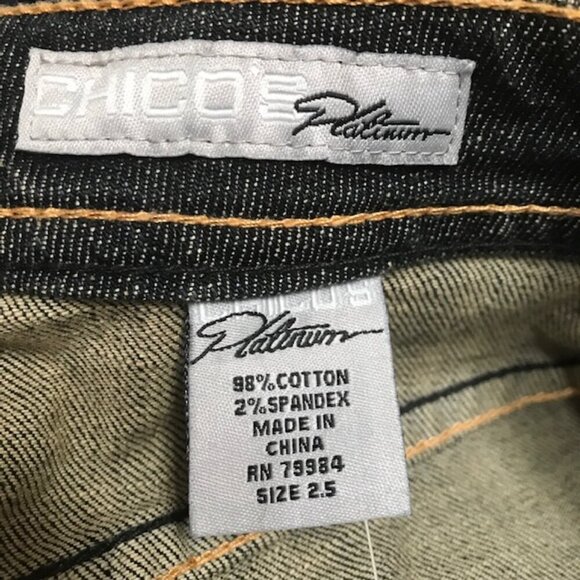 CHICO'S Platinum
CHICO'S
Platinum
98% COTTON
2% SPANDEX
MADE IN
CHINA
RN 79984
SIZE 2.5